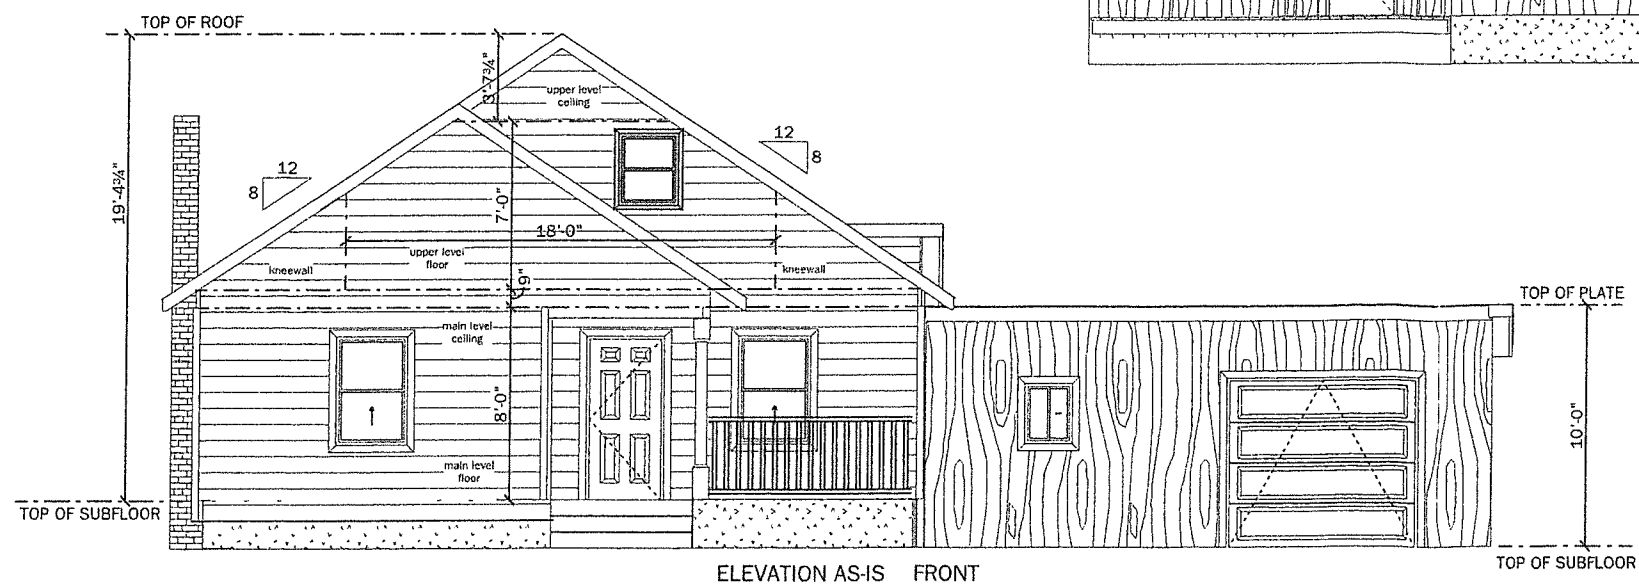 TOP OF ROOF
3'-7¾"
upper level
ceiling
12
8
12
8
19'-4¾"
7'-0"
18'-0"
upper level
floor
kneewall
kneewall
9"
TOP OF PLATE
main level
ceiling
8'-0"
10'-0"
main level
floor
TOP OF SUBFLOOR
TOP OF SUBFLOOR
ELEVATION AS-IS FRONT